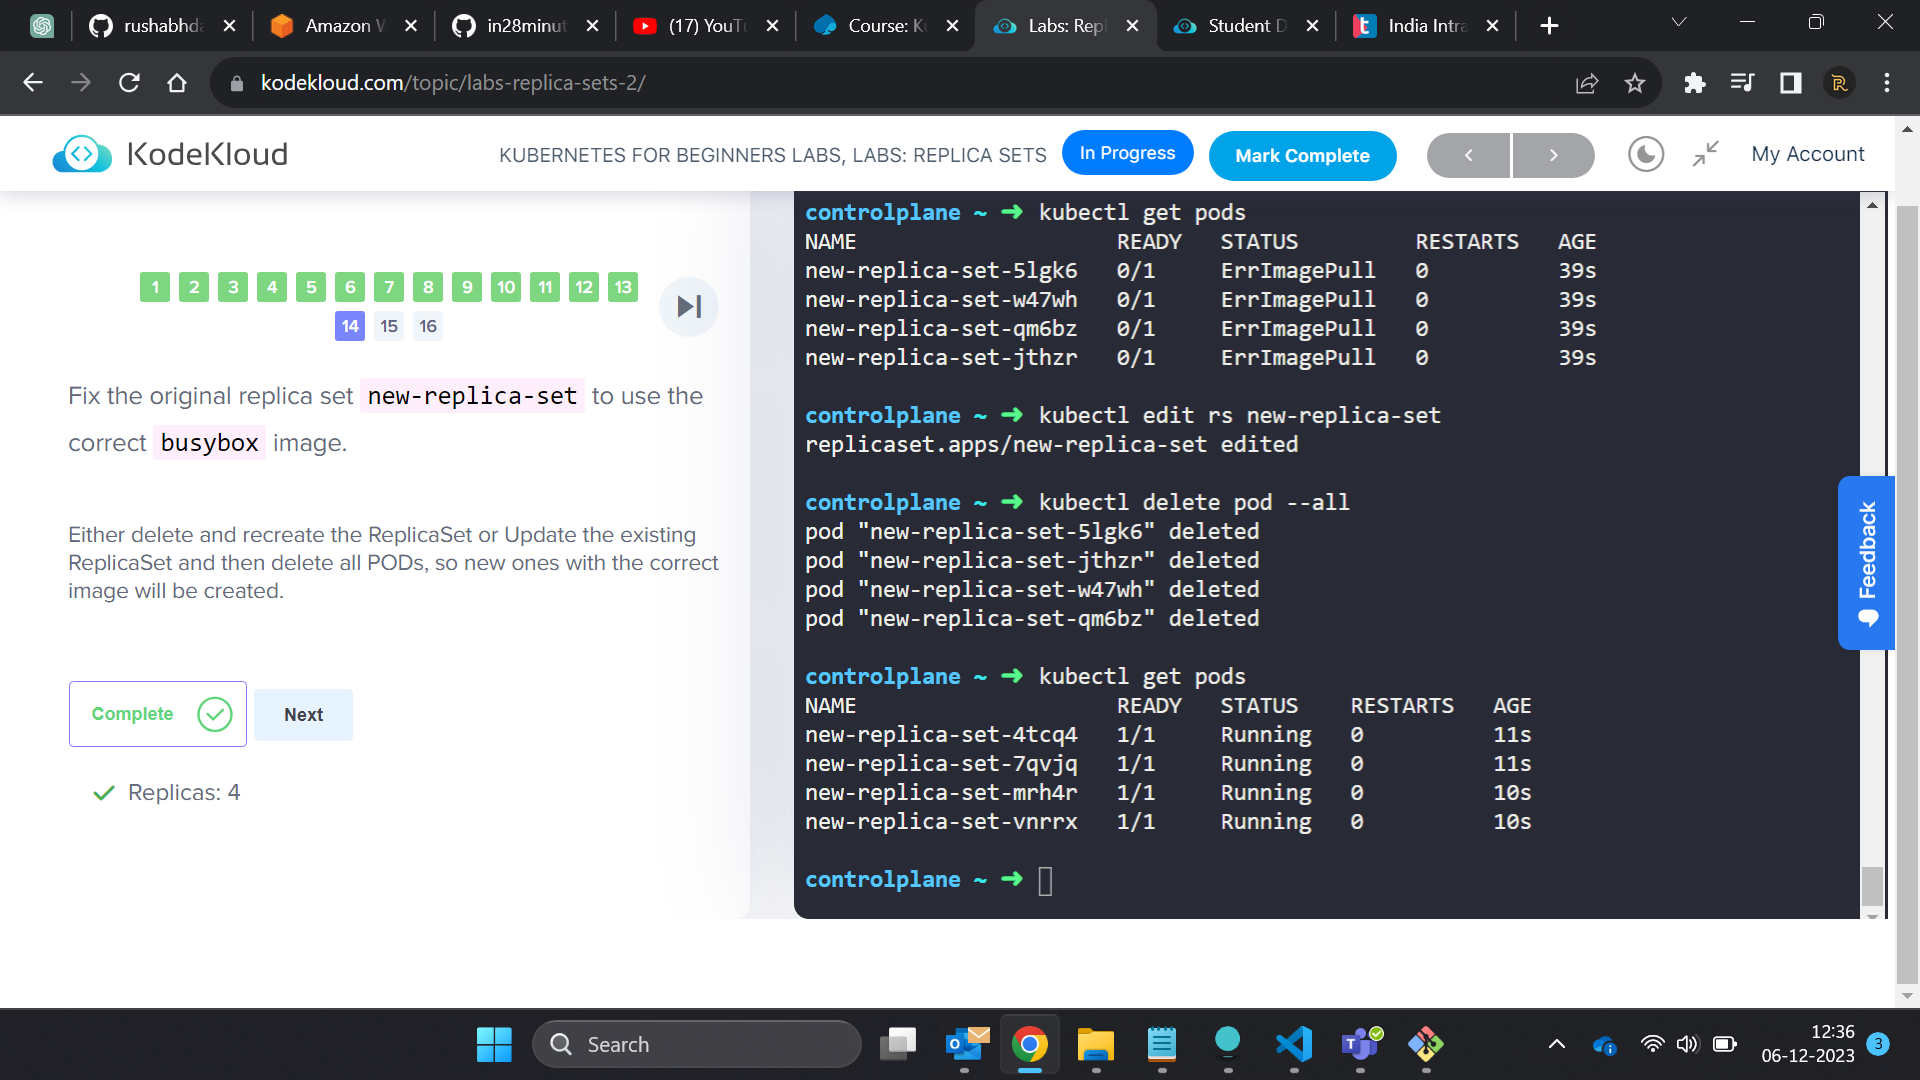 rushabhda
Amazon W
in28minut
(17) YouTu
Course: Ku
Labs: Repl
Student D
India Intra
kodekloud.com/topic/labs-replica-sets-2/
KodeKloud
KUBERNETES FOR BEGINNERS LABS, LABS: REPLICA SETS
In Progress
Mark Complete
My Account
1 2 3 4 5 6 7 8 9 10 11 12 13
14 15 16
Fix the original replica set new-replica-set to use the
correct busybox image.
Either delete and recreate the ReplicaSet or Update the existing
ReplicaSet and then delete all PODs, so new ones with the correct
image will be created.
Complete
Next
Replicas: 4
controlplane ~ ➜ kubectl get pods
NAME READY STATUS RESTARTS AGE
new-replica-set-5lgk6 0/1 ErrImagePull 0 39s
new-replica-set-w47wh 0/1 ErrImagePull 0 39s
new-replica-set-qm6bz 0/1 ErrImagePull 0 39s
new-replica-set-jthzr 0/1 ErrImagePull 0 39s
controlplane ~ ➜ kubectl edit rs new-replica-set
replicaset.apps/new-replica-set edited
controlplane ~ ➜ kubectl delete pod --all
pod "new-replica-set-5lgk6" deleted
pod "new-replica-set-jthzr" deleted
pod "new-replica-set-w47wh" deleted
pod "new-replica-set-qm6bz" deleted
controlplane ~ ➜ kubectl get pods
NAME READY STATUS RESTARTS AGE
new-replica-set-4tcq4 1/1 Running 0 11s
new-replica-set-7qvjq 1/1 Running 0 11s
new-replica-set-mrh4r 1/1 Running 0 10s
new-replica-set-vnrrx 1/1 Running 0 10s
controlplane ~ ➜
Feedback
Search
12:36
06-12-2023
3